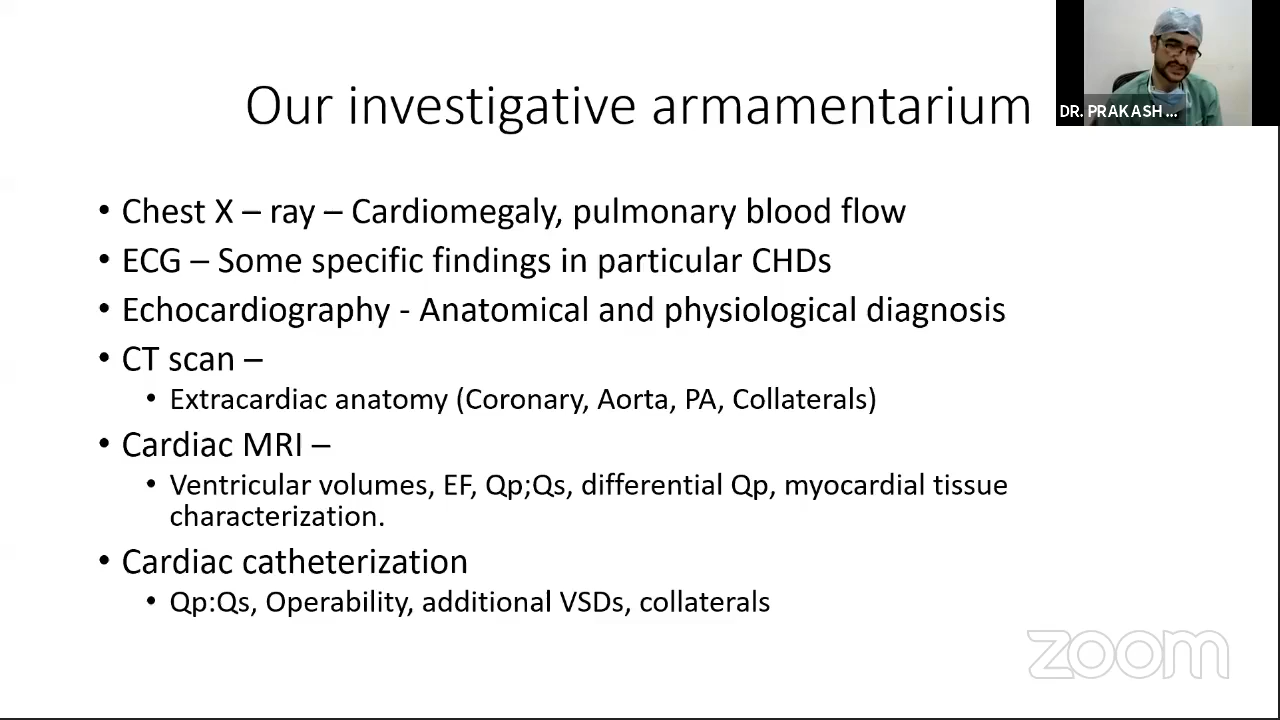 Our investigative armamentarium
DR. PRAKASH ...
• Chest X – ray – Cardiomegaly, pulmonary blood flow
• ECG – Some specific findings in particular CHDs
• Echocardiography - Anatomical and physiological diagnosis
• CT scan –
• Extracardiac anatomy (Coronary, Aorta, PA, Collaterals)
• Cardiac MRI –
• Ventricular volumes, EF, Qp;Qs, differential Qp, myocardial tissue
characterization.
• Cardiac catheterization
• Qp:Qs, Operability, additional VSDs, collaterals
zoom